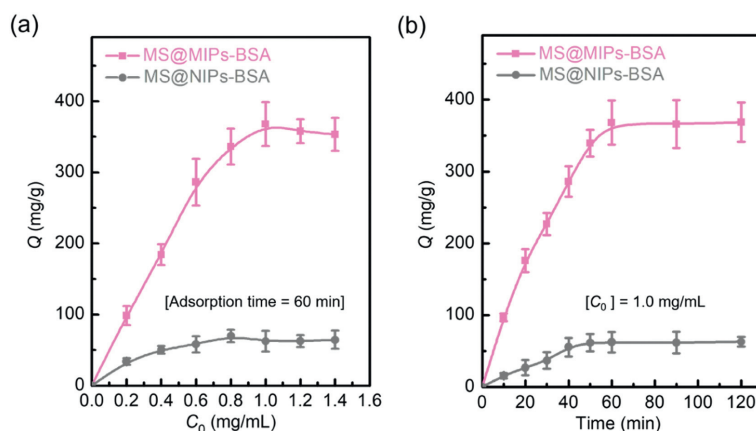 (a)
MS@MIPs-BSA
MS@NIPs-BSA
400
300
200
100
0
Q (mg/g)
[Adsorption time = 60 min]
0.0 0.2 0.4 0.6 0.8 1.0 1.2 1.4
C₀ (mg/mL)
(b)
MS@MIPs-BSA
MS@NIPs-BSA
400
300
200
100
0
Q (mg/g)
[C₀ ] = 1.0 mg/mL
0 20 40 60 80 100 120
Time (min)